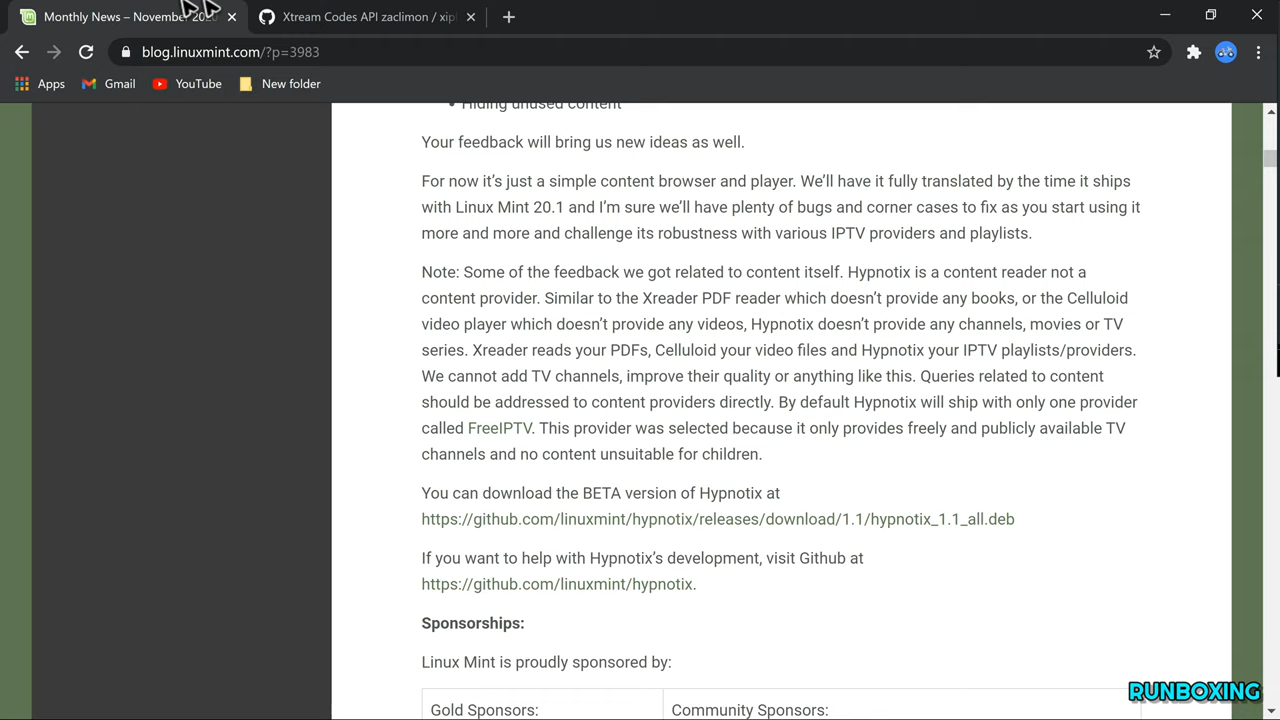 Monthly News – November 20
Xtream Codes API zaclimon / xip
blog.linuxmint.com/?p=3983
Apps
Gmail
YouTube
New folder
• Hiding unused content
Your feedback will bring us new ideas as well.
For now it’s just a simple content browser and player. We’ll have it fully translated by the time it ships
with Linux Mint 20.1 and I’m sure we’ll have plenty of bugs and corner cases to fix as you start using it
more and more and challenge its robustness with various IPTV providers and playlists.
Note: Some of the feedback we got related to content itself. Hypnotix is a content reader not a
content provider. Similar to the Xreader PDF reader which doesn’t provide any books, or the Celluloid
video player which doesn’t provide any videos, Hypnotix doesn’t provide any channels, movies or TV
series. Xreader reads your PDFs, Celluloid your video files and Hypnotix your IPTV playlists/providers.
We cannot add TV channels, improve their quality or anything like this. Queries related to content
should be addressed to content providers directly. By default Hypnotix will ship with only one provider
called FreeIPTV. This provider was selected because it only provides freely and publicly available TV
channels and no content unsuitable for children.
You can download the BETA version of Hypnotix at
https://github.com/linuxmint/hypnotix/releases/download/1.1/hypnotix_1.1_all.deb
If you want to help with Hypnotix’s development, visit Github at
https://github.com/linuxmint/hypnotix.
Sponsorships:
Linux Mint is proudly sponsored by:
Gold Sponsors:
Community Sponsors:
RUNBOXING